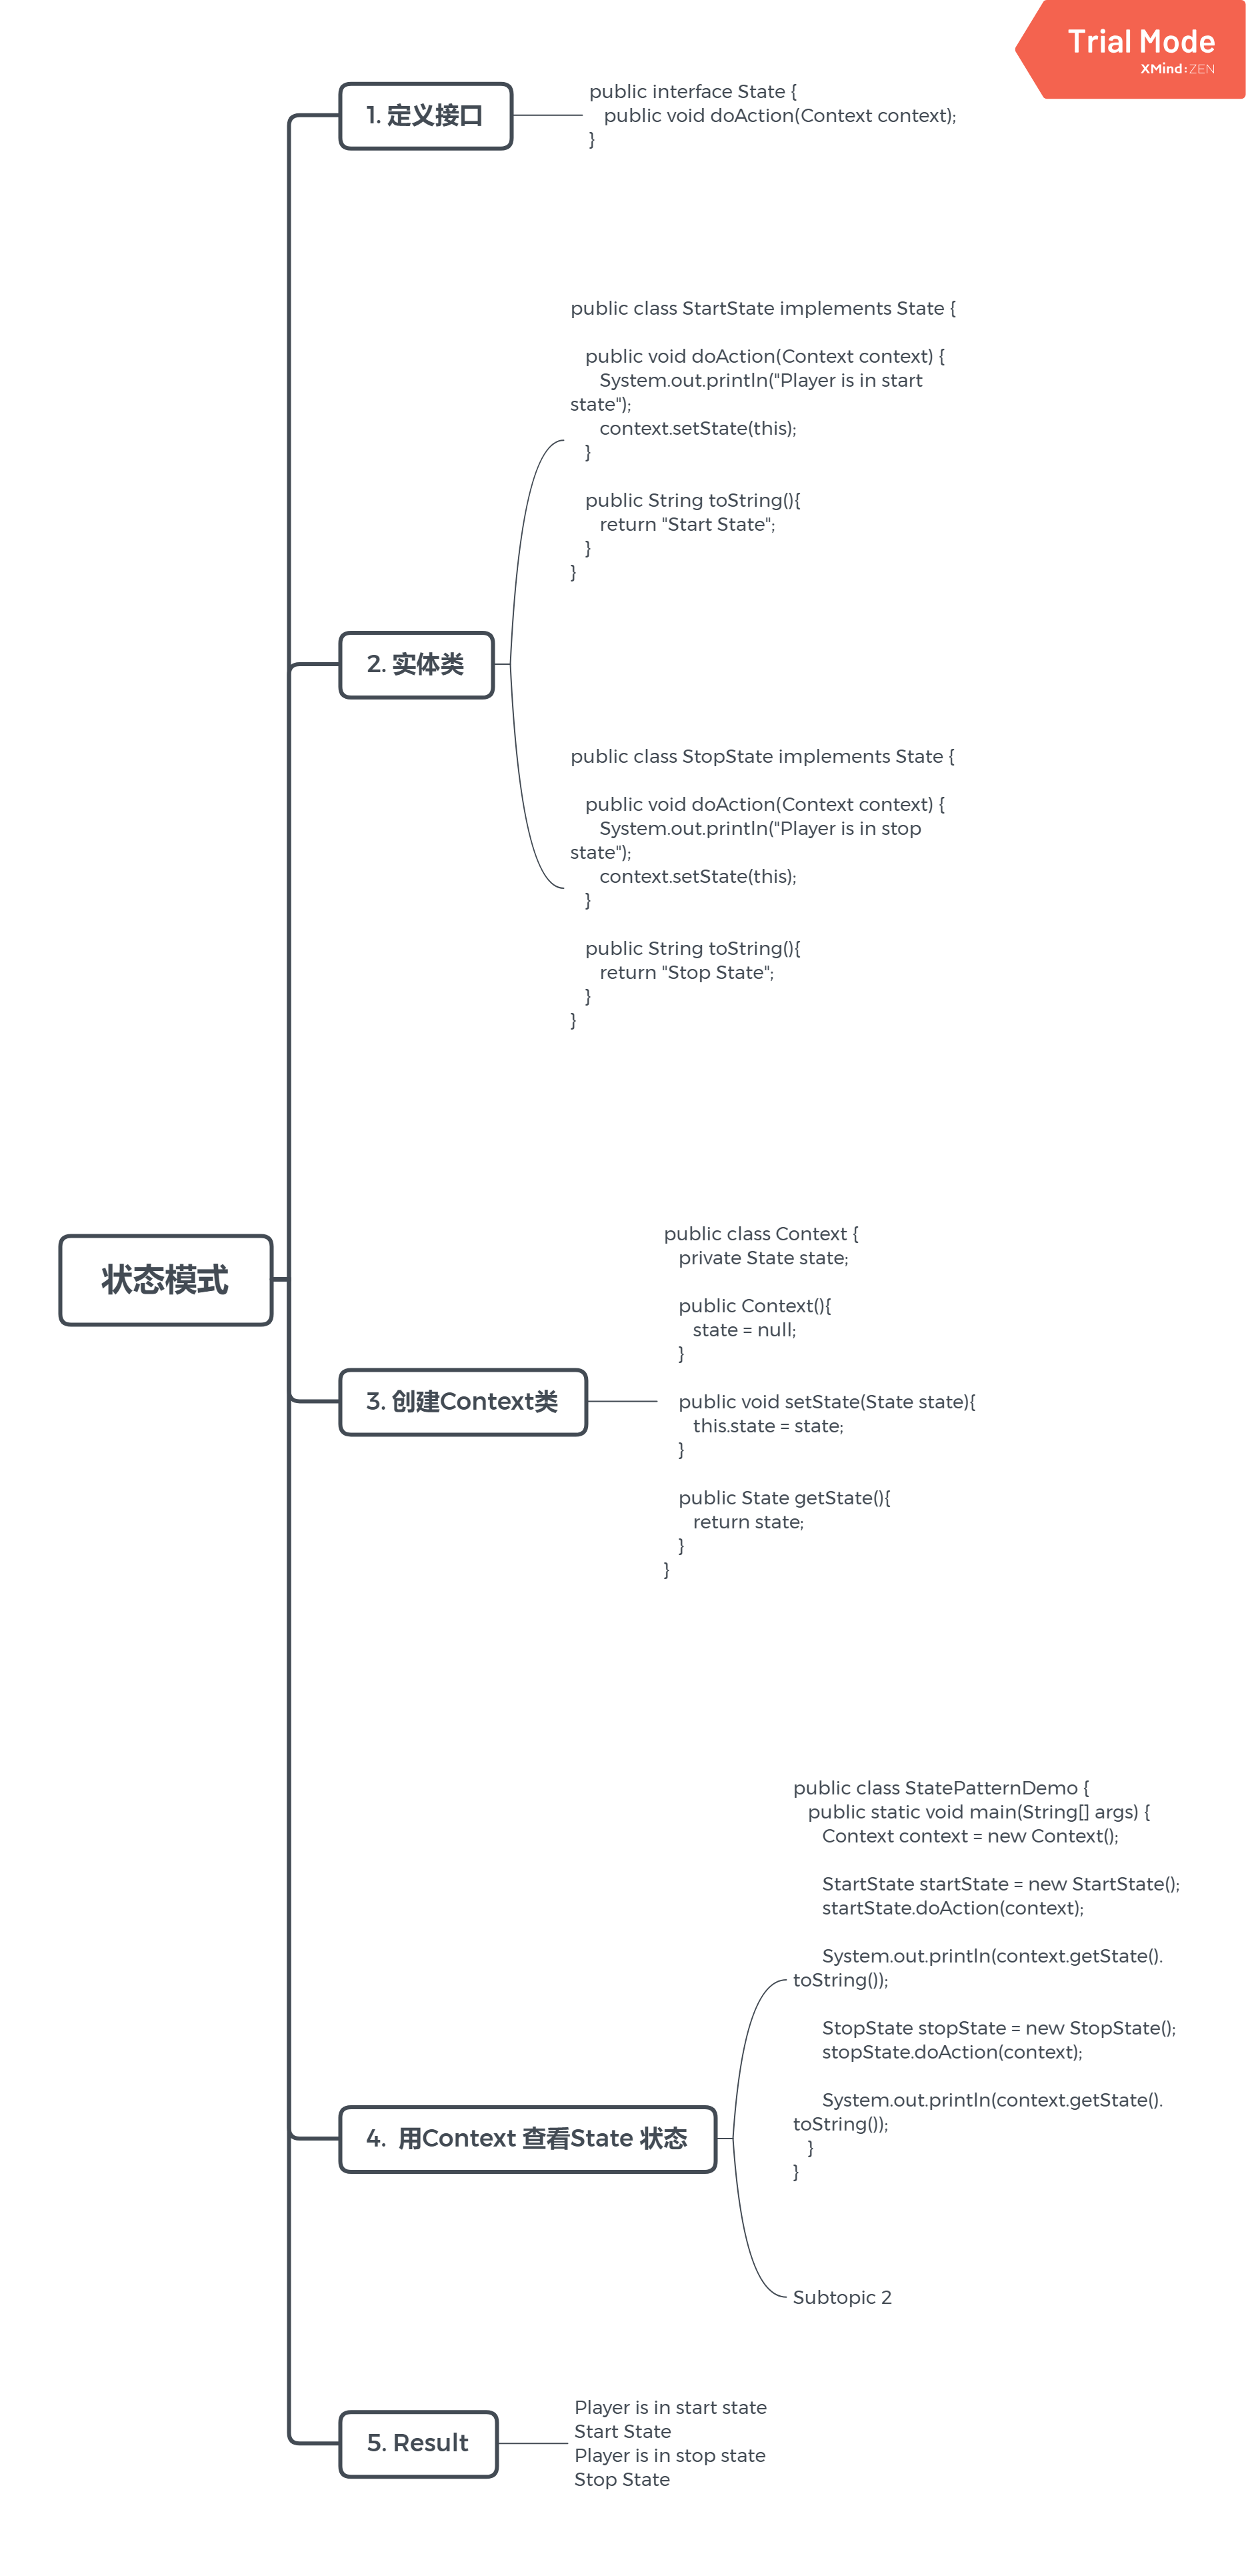 Trial Mode
XMind:ZEN
1. 定义接口
public interface State {
   public void doAction(Context context);
}
2. 实体类
public class StartState implements State {
   public void doAction(Context context) {
      System.out.println("Player is in start
state");
      context.setState(this);
   }
   public String toString(){
      return "Start State";
   }
}
public class StopState implements State {
   public void doAction(Context context) {
      System.out.println("Player is in stop
state");
      context.setState(this);
   }
   public String toString(){
      return "Stop State";
   }
}
状态模式
3. 创建Context类
public class Context {
   private State state;
   public Context(){
      state = null;
   }
   public void setState(State state){
      this.state = state;
   }
   public State getState(){
      return state;
   }
}
4.  用Context 查看State 状态
public class StatePatternDemo {
   public static void main(String[] args) {
      Context context = new Context();
      StartState startState = new StartState();
      startState.doAction(context);
      System.out.println(context.getState().
toString());
      StopState stopState = new StopState();
      stopState.doAction(context);
      System.out.println(context.getState().
toString());
   }
}
Subtopic 2
5. Result
Player is in start state
Start State
Player is in stop state
Stop State